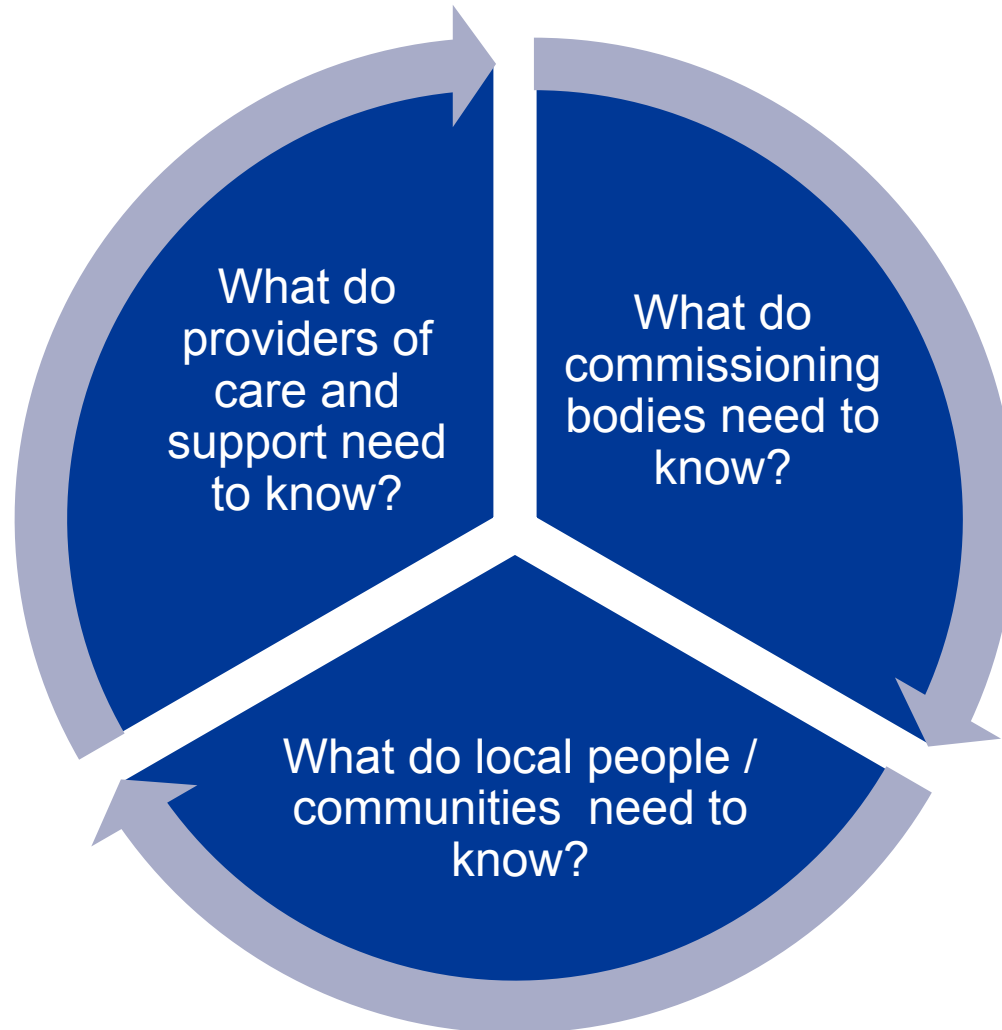 What do
providers of
care and
support need
to know?
What do
commissioning
bodies need to
know?
What do local people /
communities  need to
know?